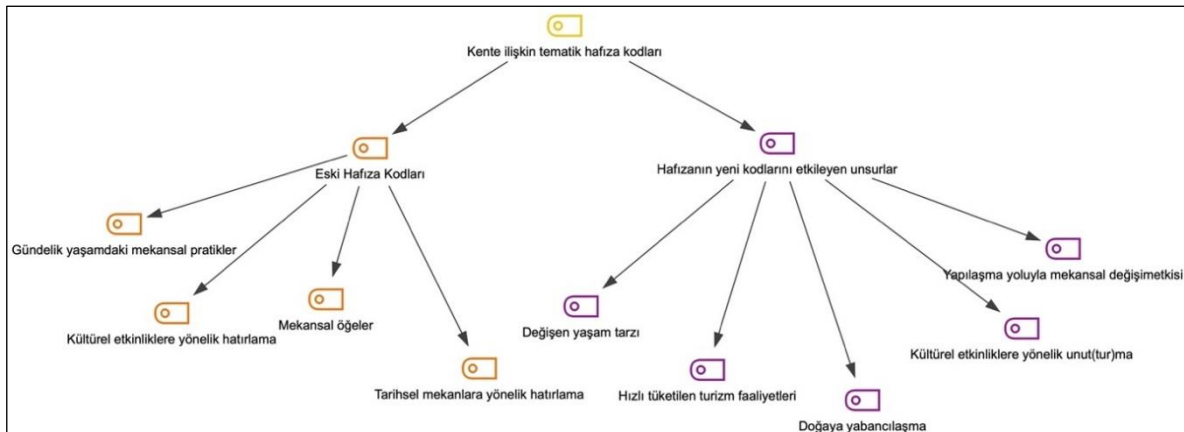 Kente ilişkin tematik hafıza kodları
Eski Hafıza Kodları
Hafızanın yeni kodlarını etkileyen unsurlar
Gündelik yaşamdaki mekansal pratikler
Kültürel etkinliklere yönelik hatırlama
Mekansal öğeler
Tarihsel mekanlara yönelik hatırlama
Değişen yaşam tarzı
Hızlı tüketilen turizm faaliyetleri
Doğaya yabancılaşma
Kültürel etkinliklere yönelik unut(tur)ma
Yapılaşma yoluyla mekansal değişimetkisi